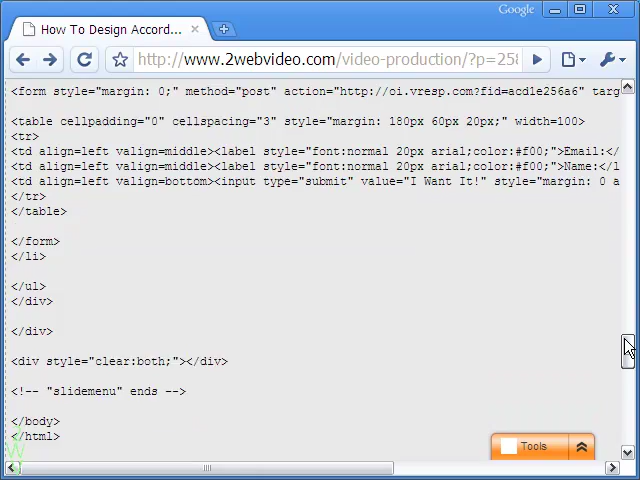 Google
How To Design Accord...
http://www.2webvideo.com/video-production/?p=258
<form style="margin: 0;" method="post" action="http://oi.vresp.com?fid=acd1e256a6" targ
<table cellpadding="0" cellspacing="3" style="margin: 180px 60px 20px;" width=100>
<tr>
<td align=left valign=middle><label style="font:normal 20px arial;color:#f00;">Email:</
<td align=left valign=middle><label style="font:normal 20px arial;color:#f00;">Name:</l
<td align=left valign=bottom><input type="submit" value="I Want It!" style="margin: 0 a
</tr>
</table>
</form>
</li>
</ul>
</div>
</div>
<div style="clear:both;"></div>
<!-- "slidemenu" ends -->
</body>
</html>
Tools